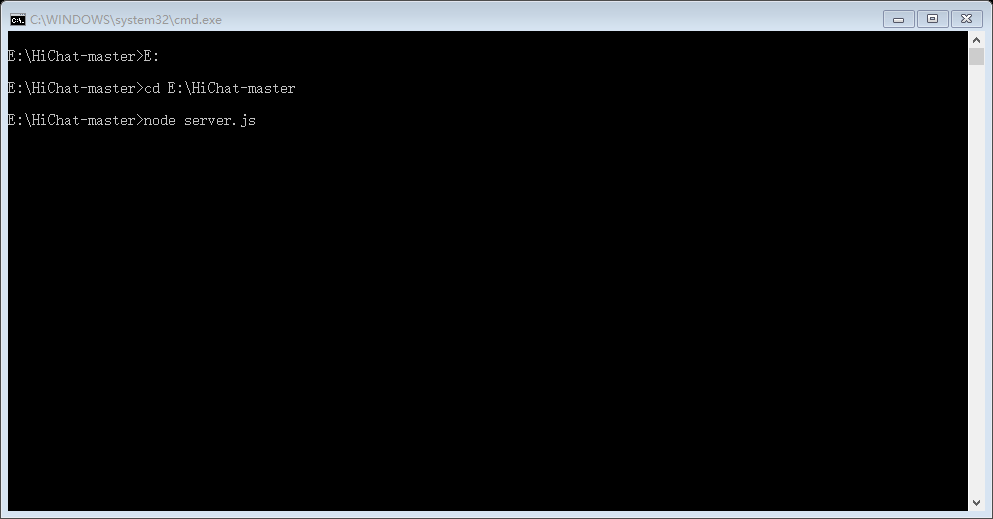 C:\WINDOWS\system32\cmd.exe
E:\HiChat-master>E:
E:\HiChat-master>cd E:\HiChat-master
E:\HiChat-master>node server.js